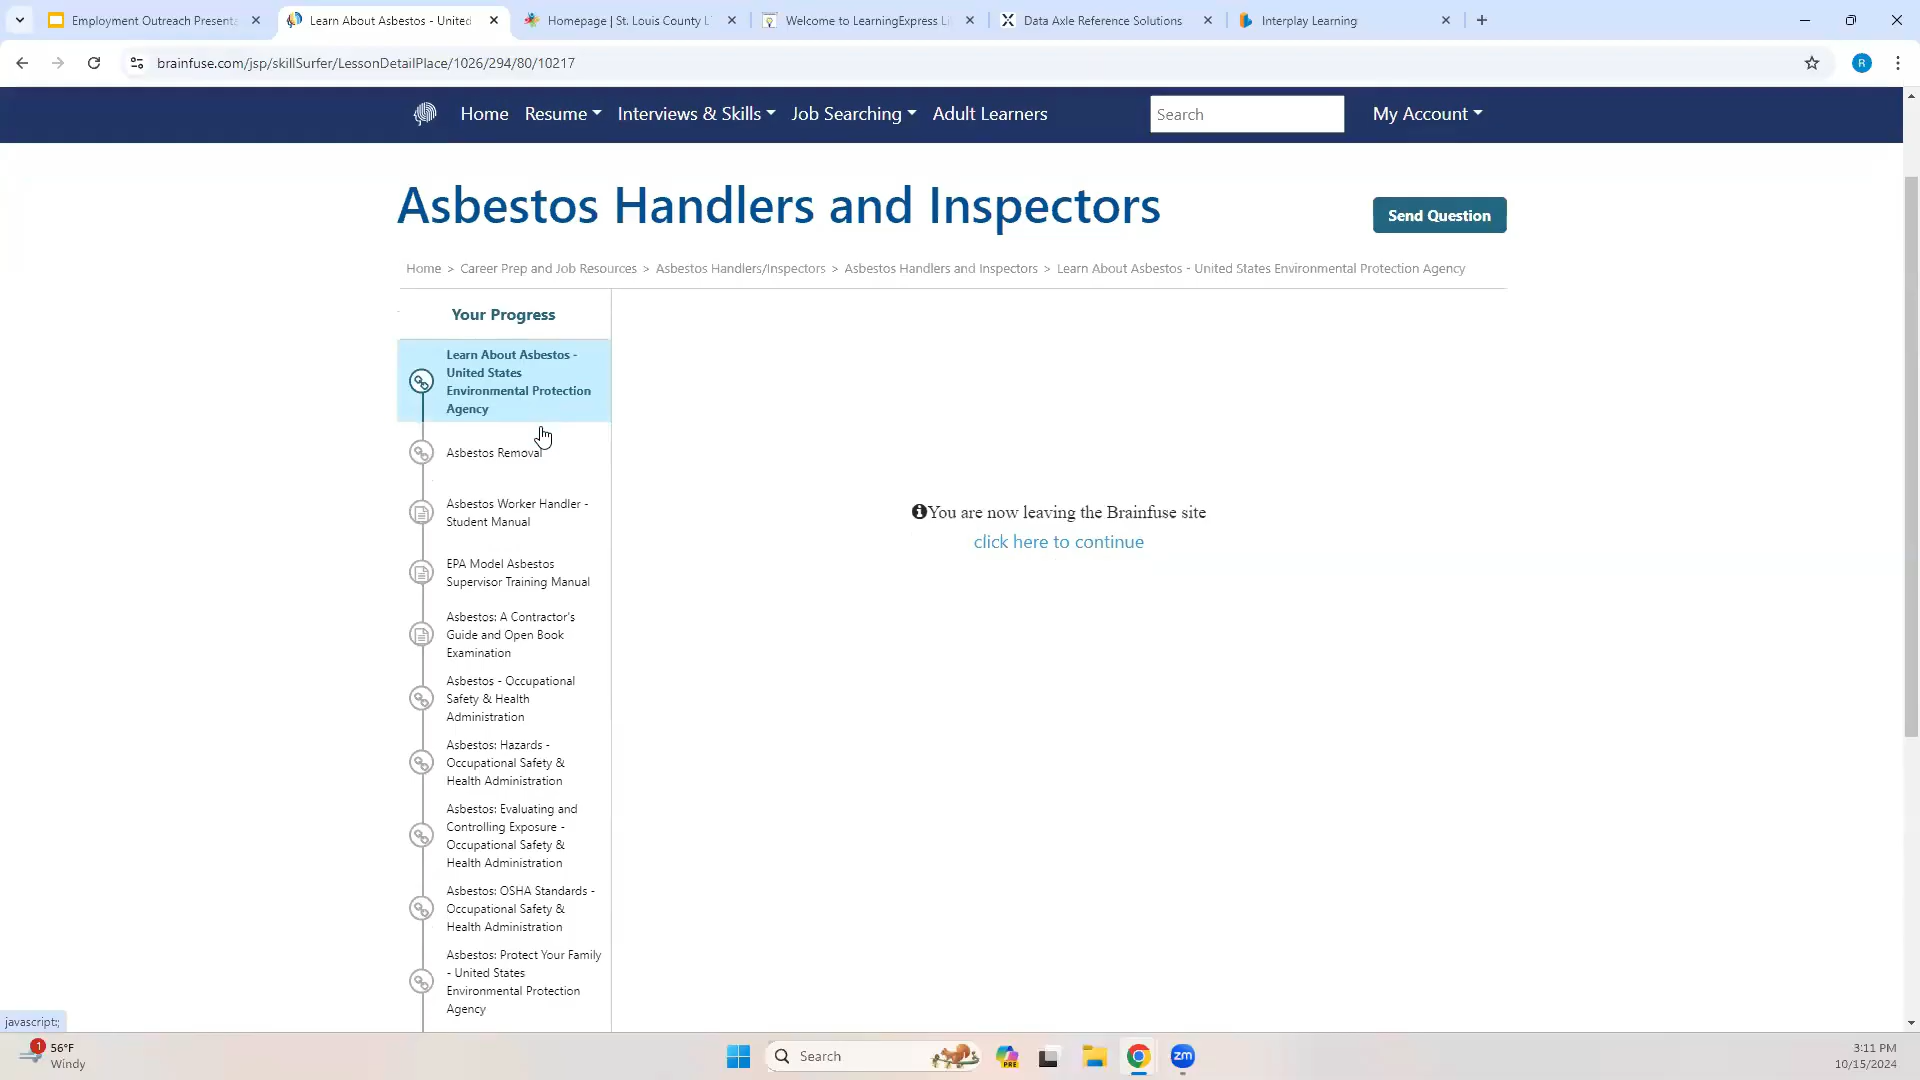 Employment Outreach Presenta
Learn About Asbestos - United
Homepage | St. Louis County L
Welcome to LearningExpress Li
Data Axle Reference Solutions
Interplay Learning
brainfuse.com/jsp/skillSurfer/LessonDetailPlace/1026/294/80/10217
R
Home
Resume
Interviews & Skills
Job Searching
Adult Learners
Search
My Account
Asbestos Handlers and Inspectors
Send Question
Home > Career Prep and Job Resources > Asbestos Handlers/Inspectors > Asbestos Handlers and Inspectors > Learn About Asbestos - United States Environmental Protection Agency
Your Progress
Learn About Asbestos -
United States
Environmental Protection
Agency
Asbestos Removal
Asbestos Worker Handler -
Student Manual
EPA Model Asbestos
Supervisor Training Manual
Asbestos: A Contractor's
Guide and Open Book
Examination
Asbestos - Occupational
Safety & Health
Administration
Asbestos: Hazards -
Occupational Safety &
Health Administration
Asbestos: Evaluating and
Controlling Exposure -
Occupational Safety &
Health Administration
Asbestos: OSHA Standards -
Occupational Safety &
Health Administration
Asbestos: Protect Your Family
- United States
Environmental Protection
Agency
You are now leaving the Brainfuse site
click here to continue
javascript:;
1
56°F
Windy
Search
PRE
zm
3:11 PM
10/15/2024